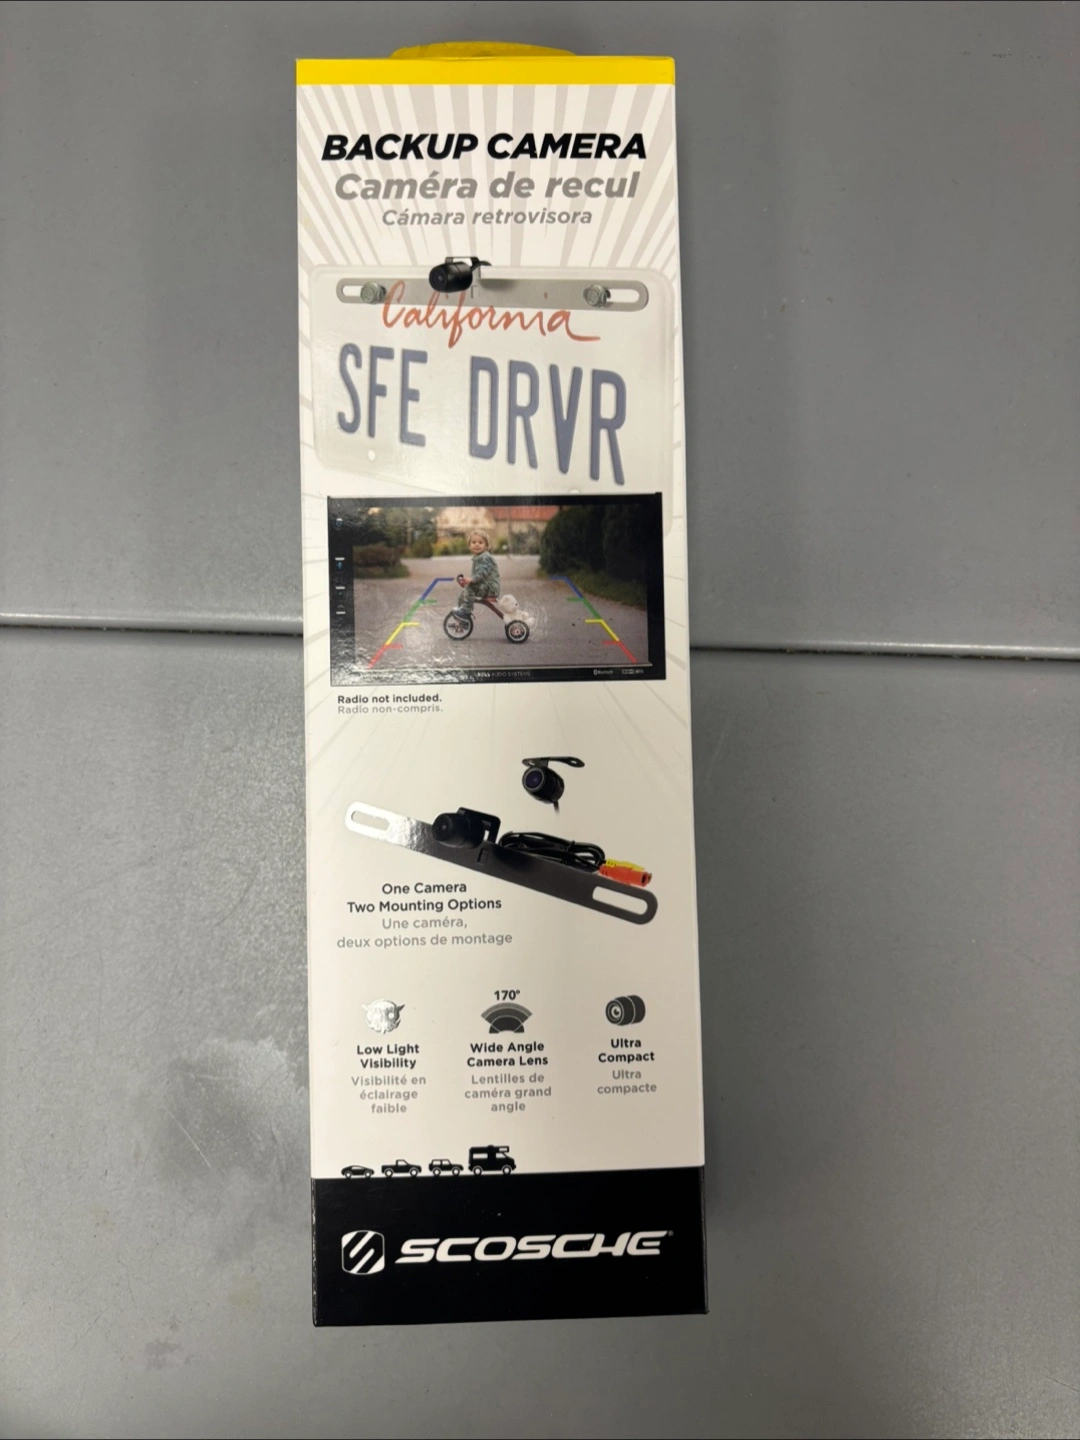 BACKUP CAMERA
Caméra de recul
Cámara retrovisora
California
SFE DRVR
Radio not included.
Radio non-compris.
One Camera
Two Mounting Options
Une caméra,
deux options de montage
170°
Low Light
Visibility
Visibilité en
éclairage
faible
Wide Angle
Camera Lens
Lentilles de
caméra grand
angle
Ultra
Compact
Ultra
compacte
SCOSCHE